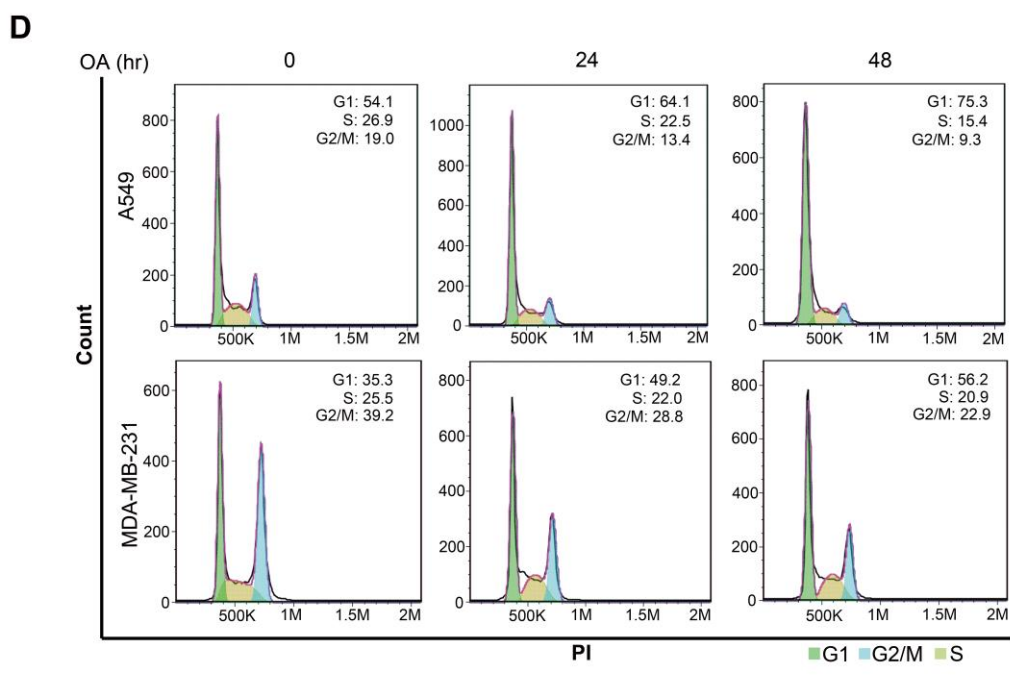 D
OA (hr) 0 24 48
A549
G1: 54.1
S: 26.9
G2/M: 19.0
800
600
400
200
0
500K 1M 1.5M 2M
G1: 64.1
S: 22.5
G2/M: 13.4
1000
800
600
400
200
0
500K 1M 1.5M 2M
G1: 75.3
S: 15.4
G2/M: 9.3
800
600
400
200
0
500K 1M 1.5M 2M
Count
MDA-MB-231
G1: 35.3
S: 25.5
G2/M: 39.2
600
400
200
0
500K 1M 1.5M 2M
G1: 49.2
S: 22.0
G2/M: 28.8
800
600
400
200
0
500K 1M 1.5M 2M
G1: 56.2
S: 20.9
G2/M: 22.9
800
600
400
200
0
500K 1M 1.5M 2M
PI
G1 G2/M S